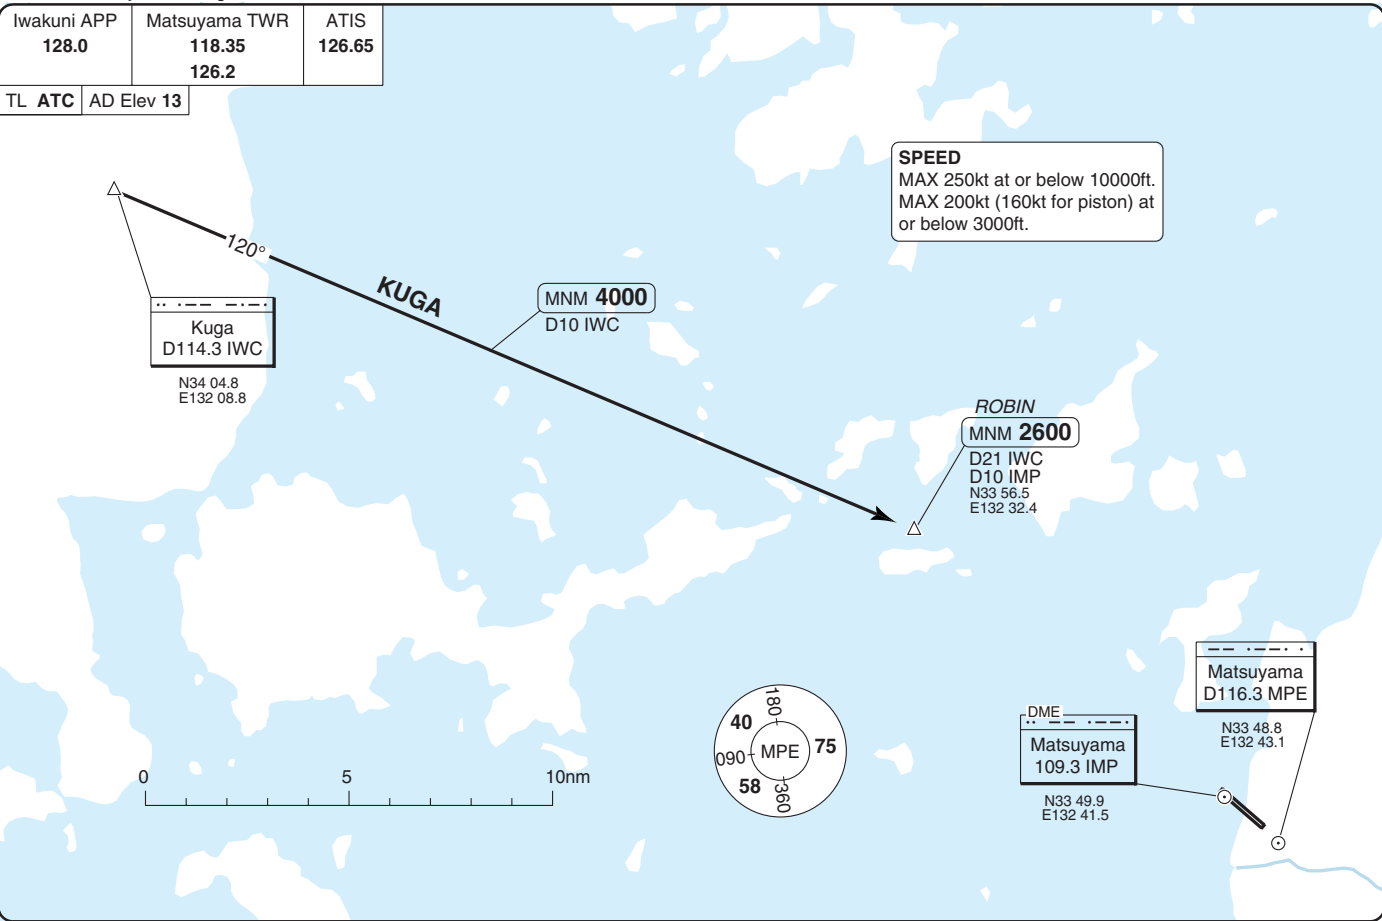 Iwakuni APP
128.0
Matsuyama TWR
118.35
126.2
ATIS
126.65
TL ATC
AD Elev 13
SPEED
MAX 250kt at or below 10000ft.
MAX 200kt (160kt for piston) at
or below 3000ft.
120°
KUGA
MNM 4000
D10 IWC
Kuga
D114.3 IWC
N34 04.8
E132 08.8
ROBIN
MNM 2600
D21 IWC
D10 IMP
N33 56.5
E132 32.4
Matsuyama
D116.3 MPE
N33 48.8
E132 43.1
DME
Matsuyama
109.3 IMP
N33 49.9
E132 41.5
180
40
75
090
MPE
58
360
0 5 10nm